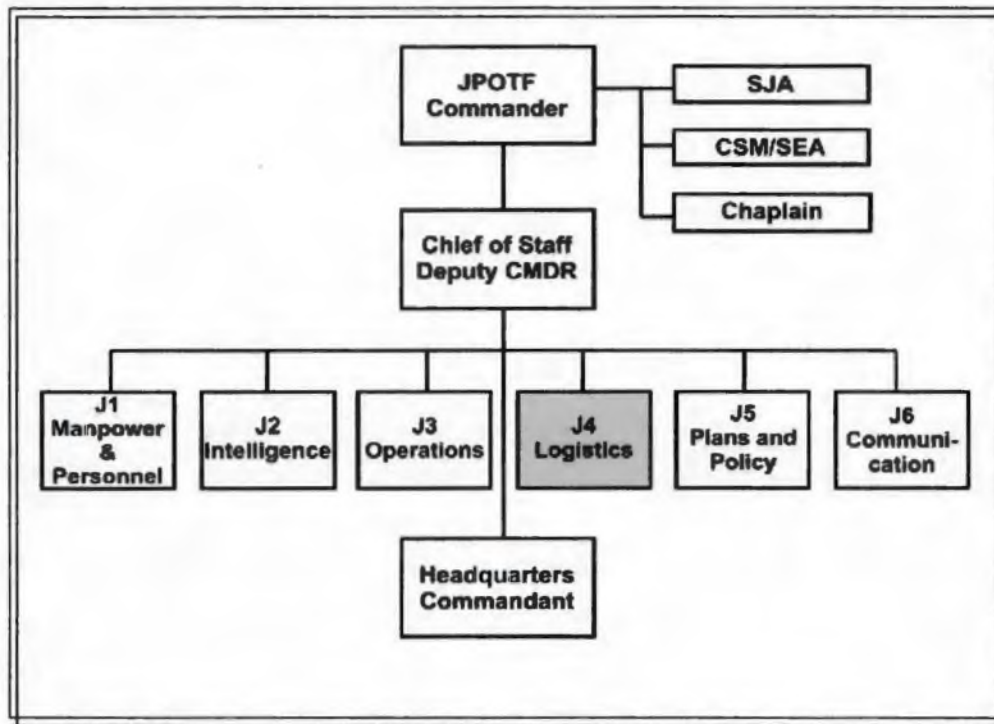 JPOTF
Commander
SJA
CSM/SEA
Chaplain
Chief of Staff
Deputy CMDR
J1
Manpower
&
Personnel
J2
Intelligence
J3
Operations
J4
Logistics
J5
Plans and
Policy
J6
Communi-
cation
Headquarters
Commandant